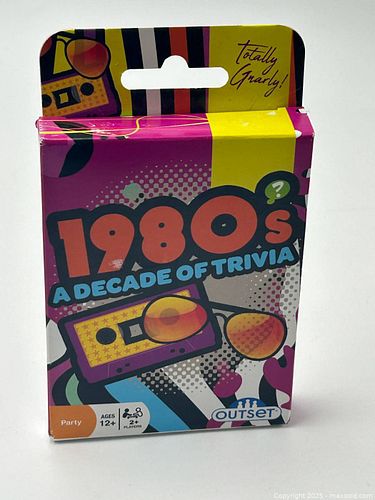 Totally
Gnarly!
?
1980s
A DECADE OF TRIVIA
Party
AGES
12+
2+
PLAYERS
OUTSET
Copyright 2025 - maxsold.com